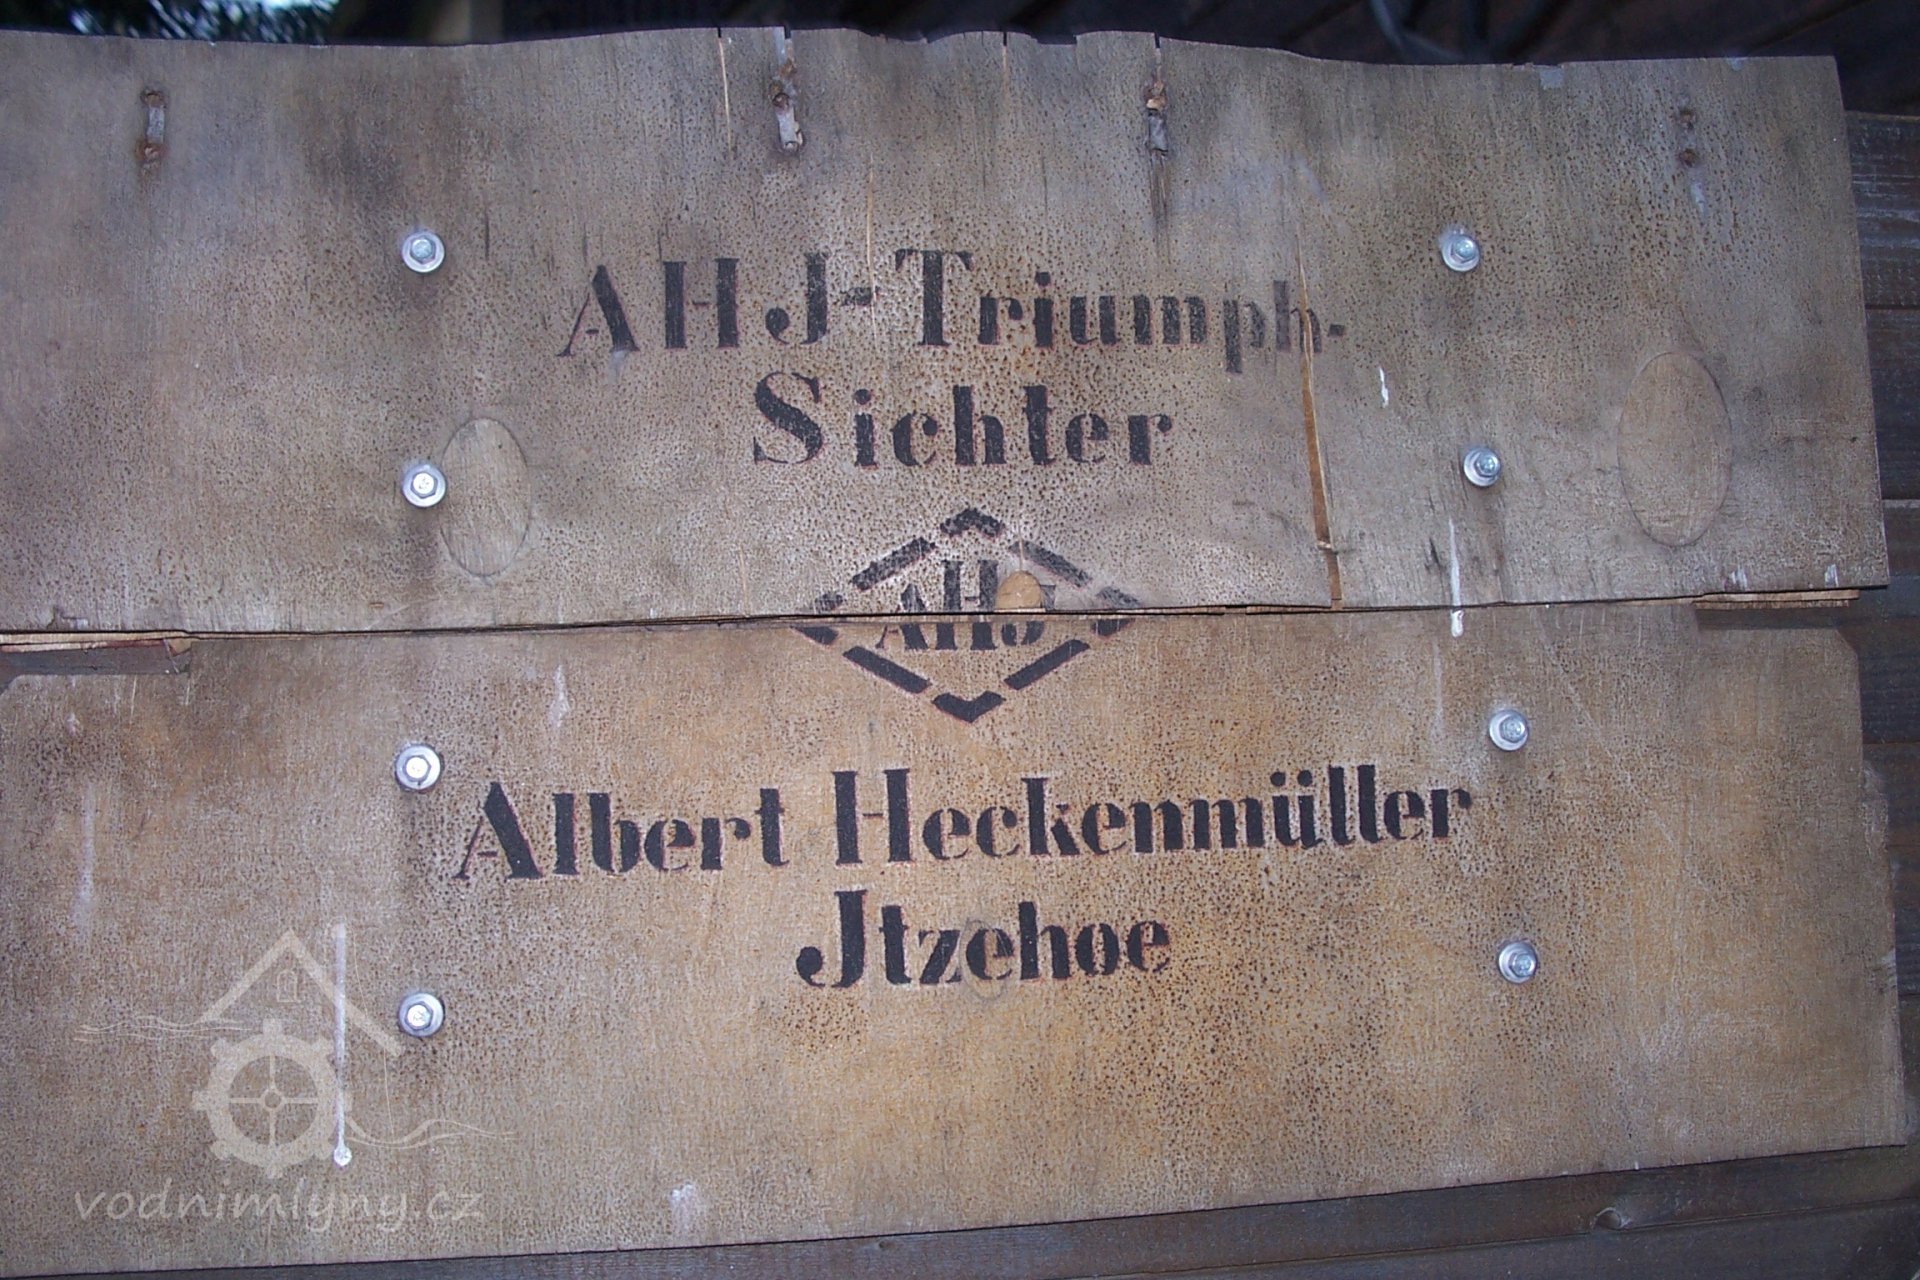 AHJ-Triumph-
Sichter
AHJ
Albert Heckenmüller
Jtzehoe
vodnimlyny.cz